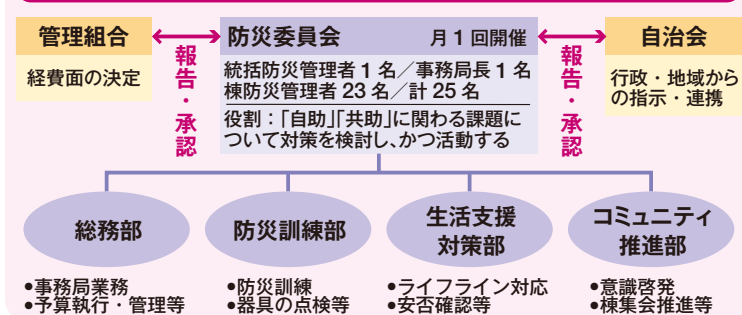 管理組合
経費面の決定
報告・承認
防災委員会 月1回開催
統括防災管理者1名／事務局長1名
棟防災管理者23名／計25名
役割：「自助」「共助」に関わる課題に
ついて対策を検討し、かつ活動する
報告・承認
自治会
行政・地域から
の指示・連携
総務部
●事務局業務
●予算執行・管理等
防災訓練部
●防災訓練
●器具の点検等
生活支援
対策部
●ライフライン対応
●安否確認等
コミュニティ
推進部
●意識啓発
●棟集会推進等